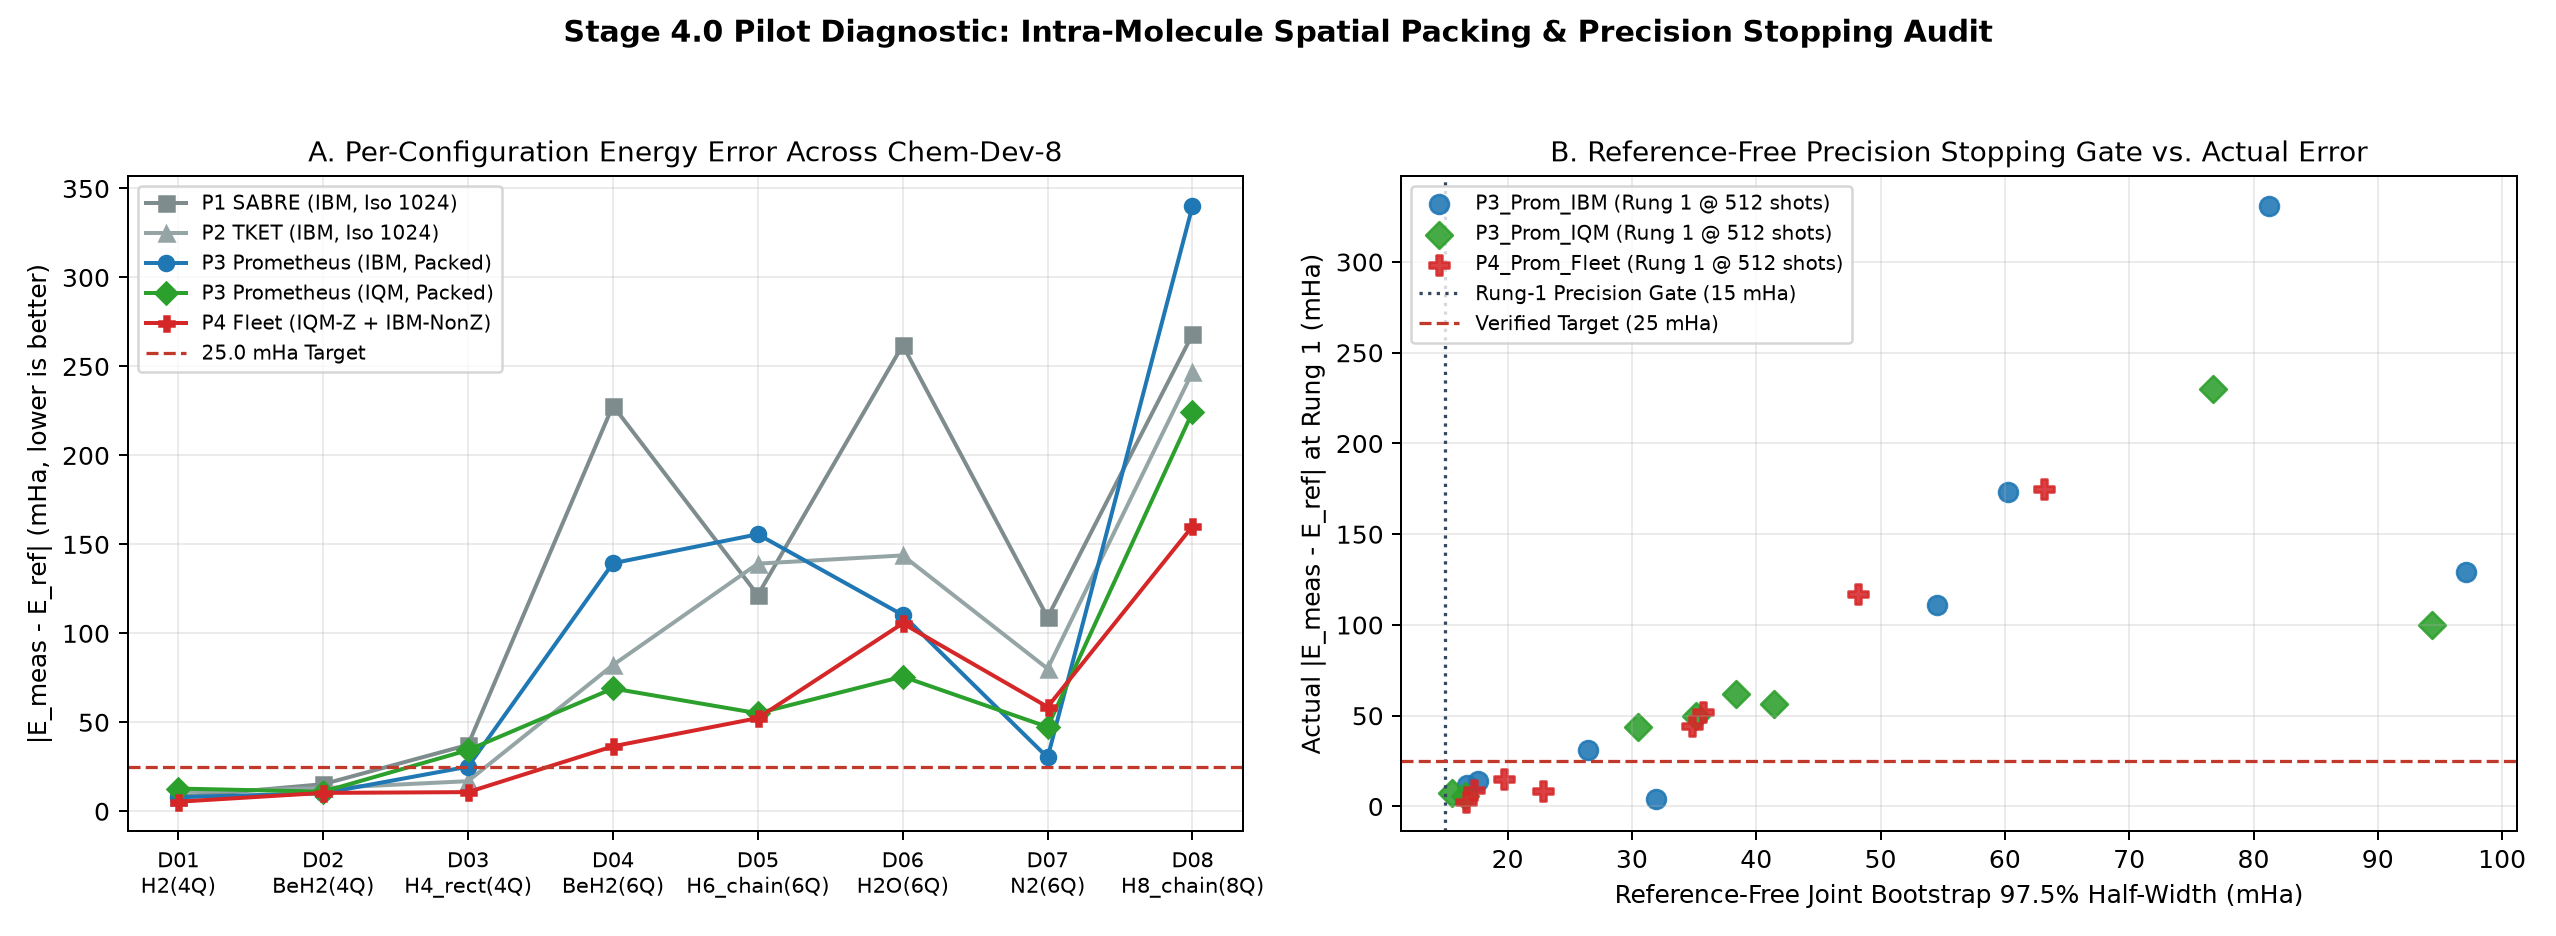 Stage 4.0 Pilot Diagnostic: Intra-Molecule Spatial Packing & Precision Stopping Audit
A. Per-Configuration Energy Error Across Chem-Dev-8
|E_meas - E_ref| (mHa, lower is better)
350
300
250
200
150
100
50
0
P1 SABRE (IBM, Iso 1024)
P2 TKET (IBM, Iso 1024)
P3 Prometheus (IBM, Packed)
P3 Prometheus (IQM, Packed)
P4 Fleet (IQM-Z + IBM-NonZ)
25.0 mHa Target
D01
H2(4Q)
D02
BeH2(4Q)
D03
H4_rect(4Q)
D04
BeH2(6Q)
D05
H6_chain(6Q)
D06
H2O(6Q)
D07
N2(6Q)
D08
H8_chain(8Q)
B. Reference-Free Precision Stopping Gate vs. Actual Error
Actual |E_meas - E_ref| at Rung 1 (mHa)
300
250
200
150
100
50
0
P3_Prom_IBM (Rung 1 @ 512 shots)
P3_Prom_IQM (Rung 1 @ 512 shots)
P4_Prom_Fleet (Rung 1 @ 512 shots)
Rung-1 Precision Gate (15 mHa)
Verified Target (25 mHa)
20 30 40 50 60 70 80 90 100
Reference-Free Joint Bootstrap 97.5% Half-Width (mHa)